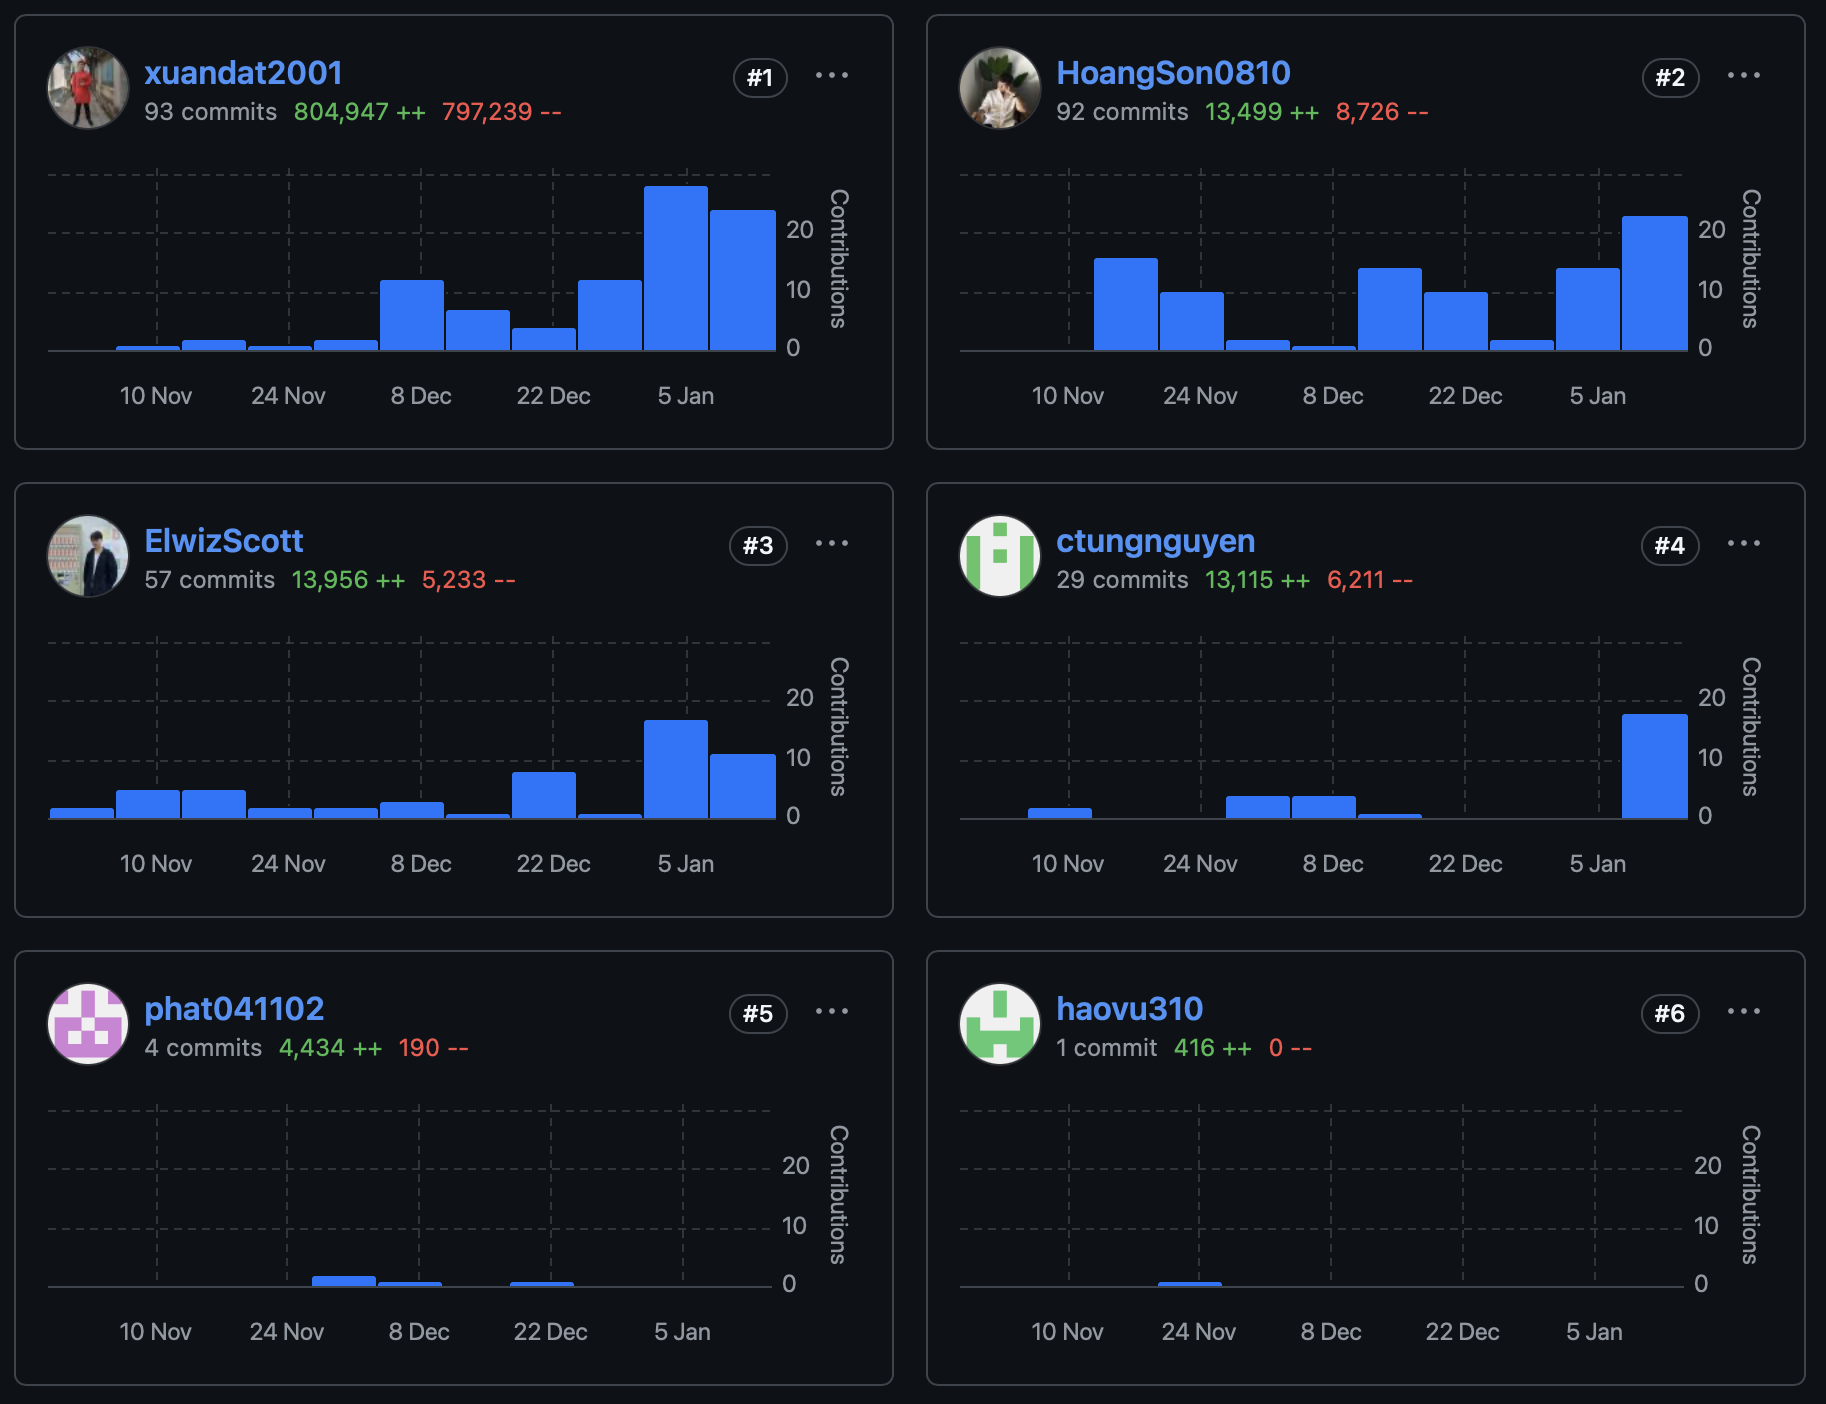 xuandat2001
#1
93 commits 804,947 ++ 797,239 --
Contributions
20
10
0
10 Nov 24 Nov 8 Dec 22 Dec 5 Jan
HoangSon0810
#2
92 commits 13,499 ++ 8,726 --
Contributions
20
10
0
10 Nov 24 Nov 8 Dec 22 Dec 5 Jan
ElwizScott
#3
57 commits 13,956 ++ 5,233 --
Contributions
20
10
0
10 Nov 24 Nov 8 Dec 22 Dec 5 Jan
ctungnguyen
#4
29 commits 13,115 ++ 6,211 --
Contributions
20
10
0
10 Nov 24 Nov 8 Dec 22 Dec 5 Jan
phat041102
#5
4 commits 4,434 ++ 190 --
Contributions
20
10
0
10 Nov 24 Nov 8 Dec 22 Dec 5 Jan
haovu310
#6
1 commit 416 ++ 0 --
Contributions
20
10
0
10 Nov 24 Nov 8 Dec 22 Dec 5 Jan